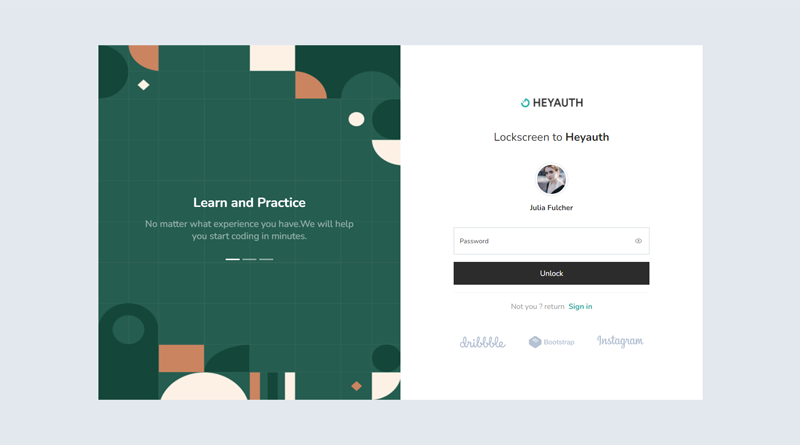 Learn and Practice
No matter what experience you have.We will help
you start coding in minutes.
HEYAUTH
Lockscreen to Heyauth
Julia Fulcher
Password
Unlock
Not you ? return Sign in
dribbble
Bootstrap
Instagram